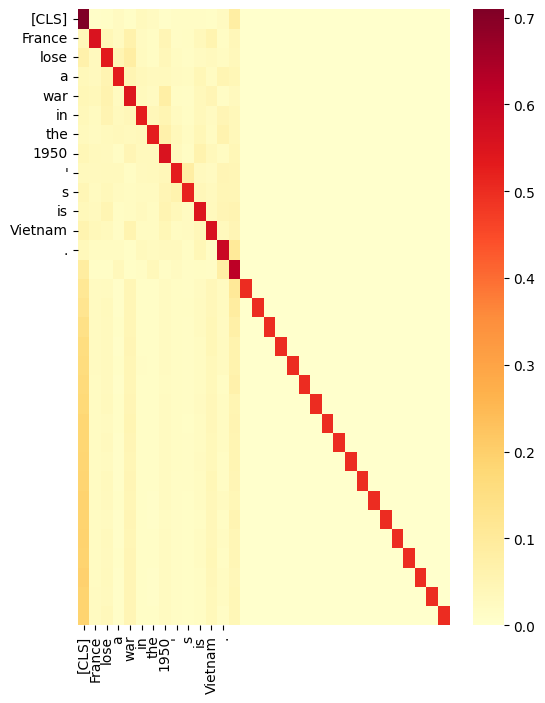 [CLS]
France
lose
a
war
in
the
1950
'
s
is
Vietnam
.
0.7
0.6
0.5
0.4
0.3
0.2
0.1
0.0
[CLS]
France
lose
a
war
in
the
1950
'
s
is
Vietnam
.